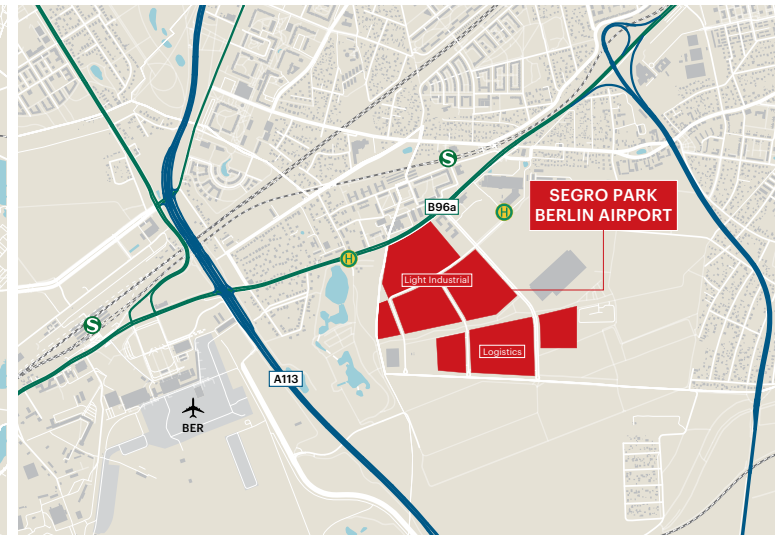 S
B96a
SEGRO PARK
BERLIN AIRPORT
H
H
Light Industrial
S
Logistics
A113
BER